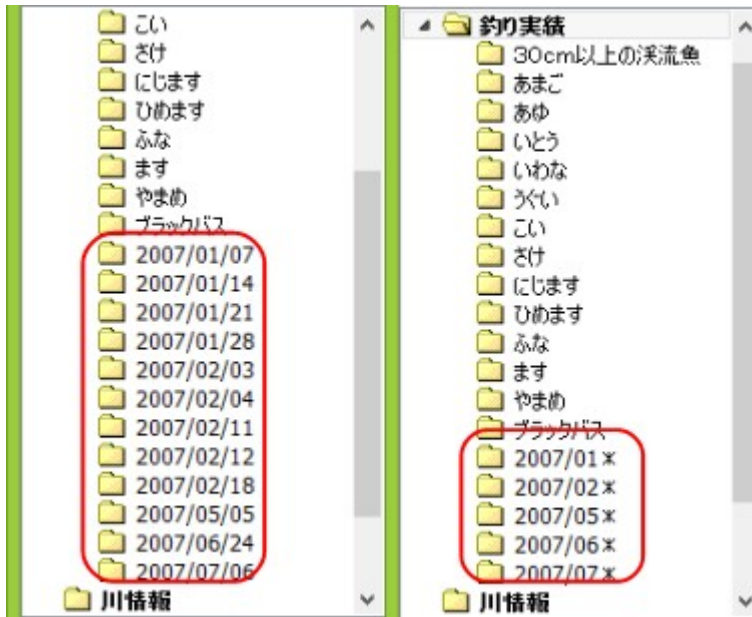 こい
さけ
にじます
ひめます
ふな
ます
やまめ
ブラックバス
2007/01/07
2007/01/14
2007/01/21
2007/01/28
2007/02/03
2007/02/04
2007/02/11
2007/02/12
2007/02/18
2007/05/05
2007/06/24
2007/07/06
川情報
釣り実績
30cm以上の渓流魚
あまご
あゆ
いとう
いわな
うぐい
こい
さけ
にじます
ひめます
ふな
ます
やまめ
ブラックバス
2007/01*
2007/02*
2007/05*
2007/06*
2007/07*
川情報